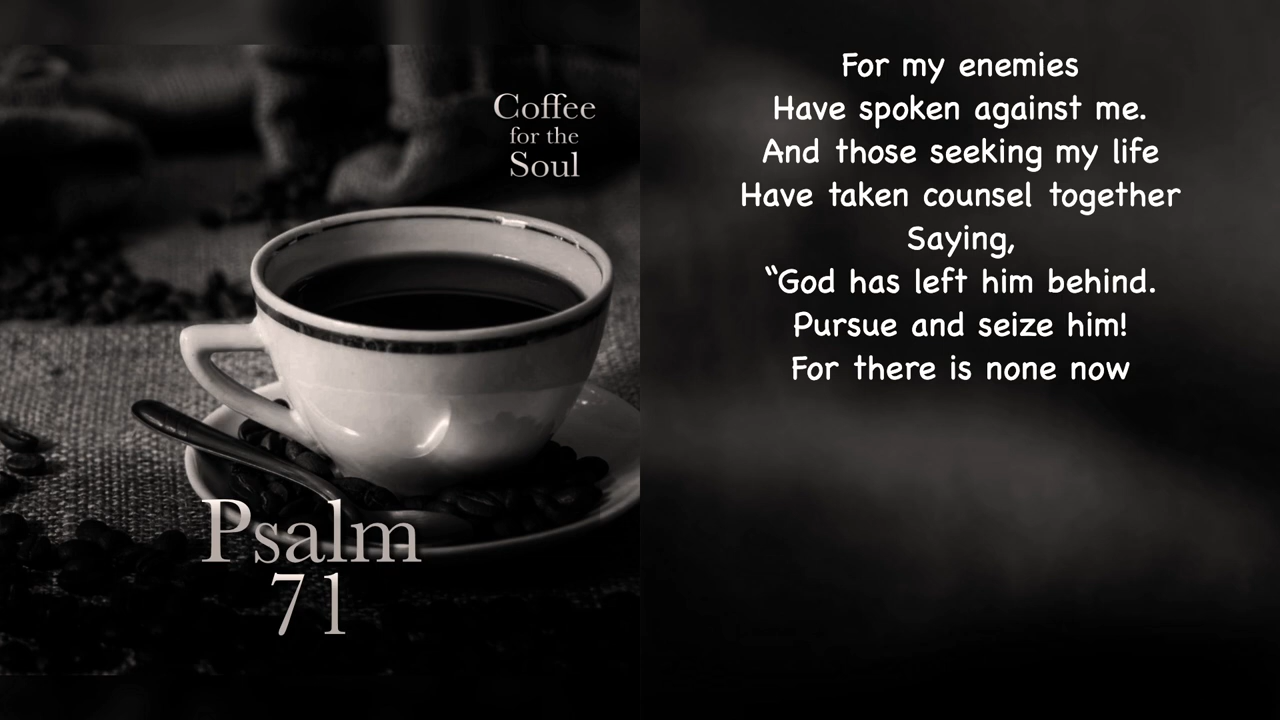 Coffee
for the
Soul
Psalm
71
For my enemies
Have spoken against me.
And those seeking my life
Have taken counsel together
Saying,
“God has left him behind.
Pursue and seize him!
For there is none now